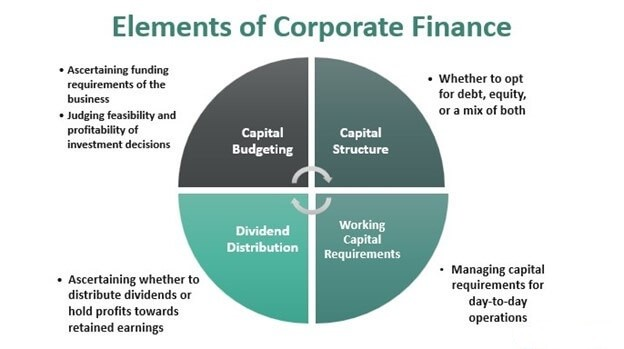 Elements of Corporate Finance
• Ascertaining funding
requirements of the
business
• Judging feasibility and
profitability of
investment decisions
Capital
Budgeting
Capital
Structure
• Whether to opt
for debt, equity,
or a mix of both
Dividend
Distribution
Working
Capital
Requirements
• Ascertaining whether to
distribute dividends or
hold profits towards
retained earnings
• Managing capital
requirements for
day-to-day
operations